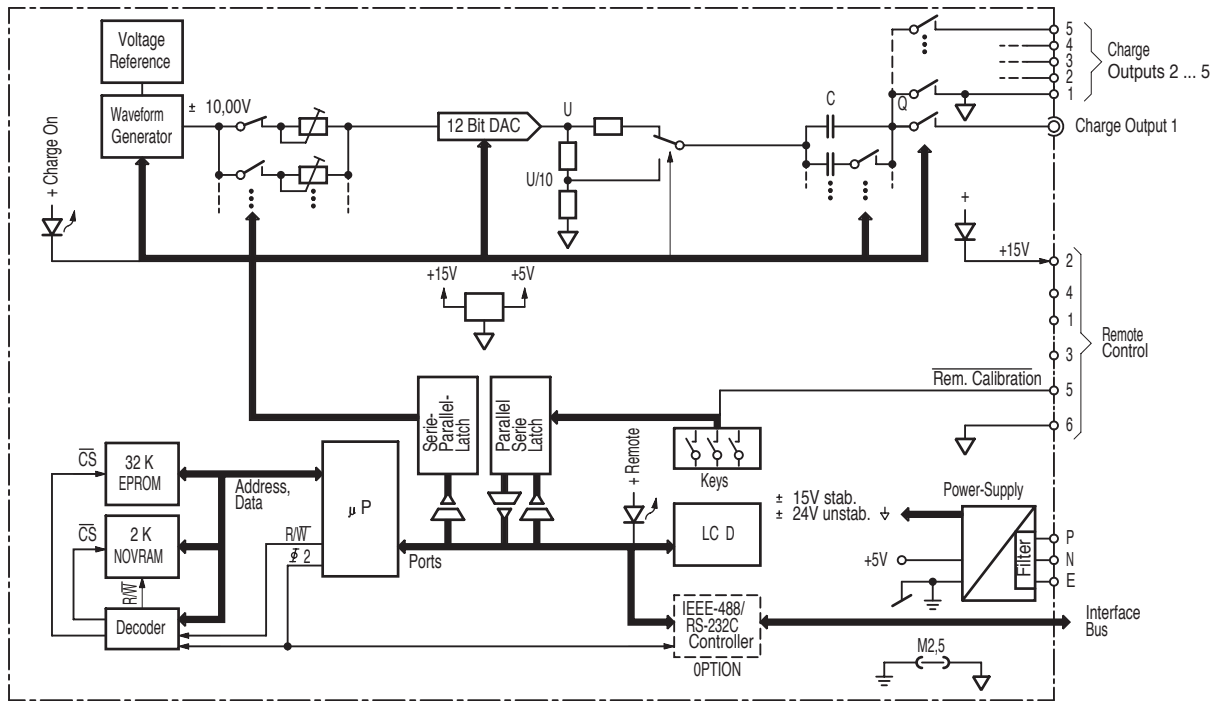 Voltage
Reference
Waveform
Generator
± 10,00V
+ Charge On
12 Bit DAC
U
U/10
C
Q
5
4
3
2
1
Charge
Outputs 2 ... 5
Charge Output 1
+
+15V
2
4
1
3
5
6
Remote
Control
Rem. Calibration
+15V
+5V
Serie-
Parallel-
Latch
Parallel
Serie
Latch
Keys
+ Remote
CS
32 K
EPROM
Address,
Data
µ P
CS
2 K
NOVRAM
R/W
Φ 2
R/W
Decoder
Ports
LC D
IEEE-488/
RS-232C
Controller
OPTION
Power-Supply
± 15V stab.
± 24V unstab.
+5V
Filter
P
N
E
Interface
Bus
M2,5